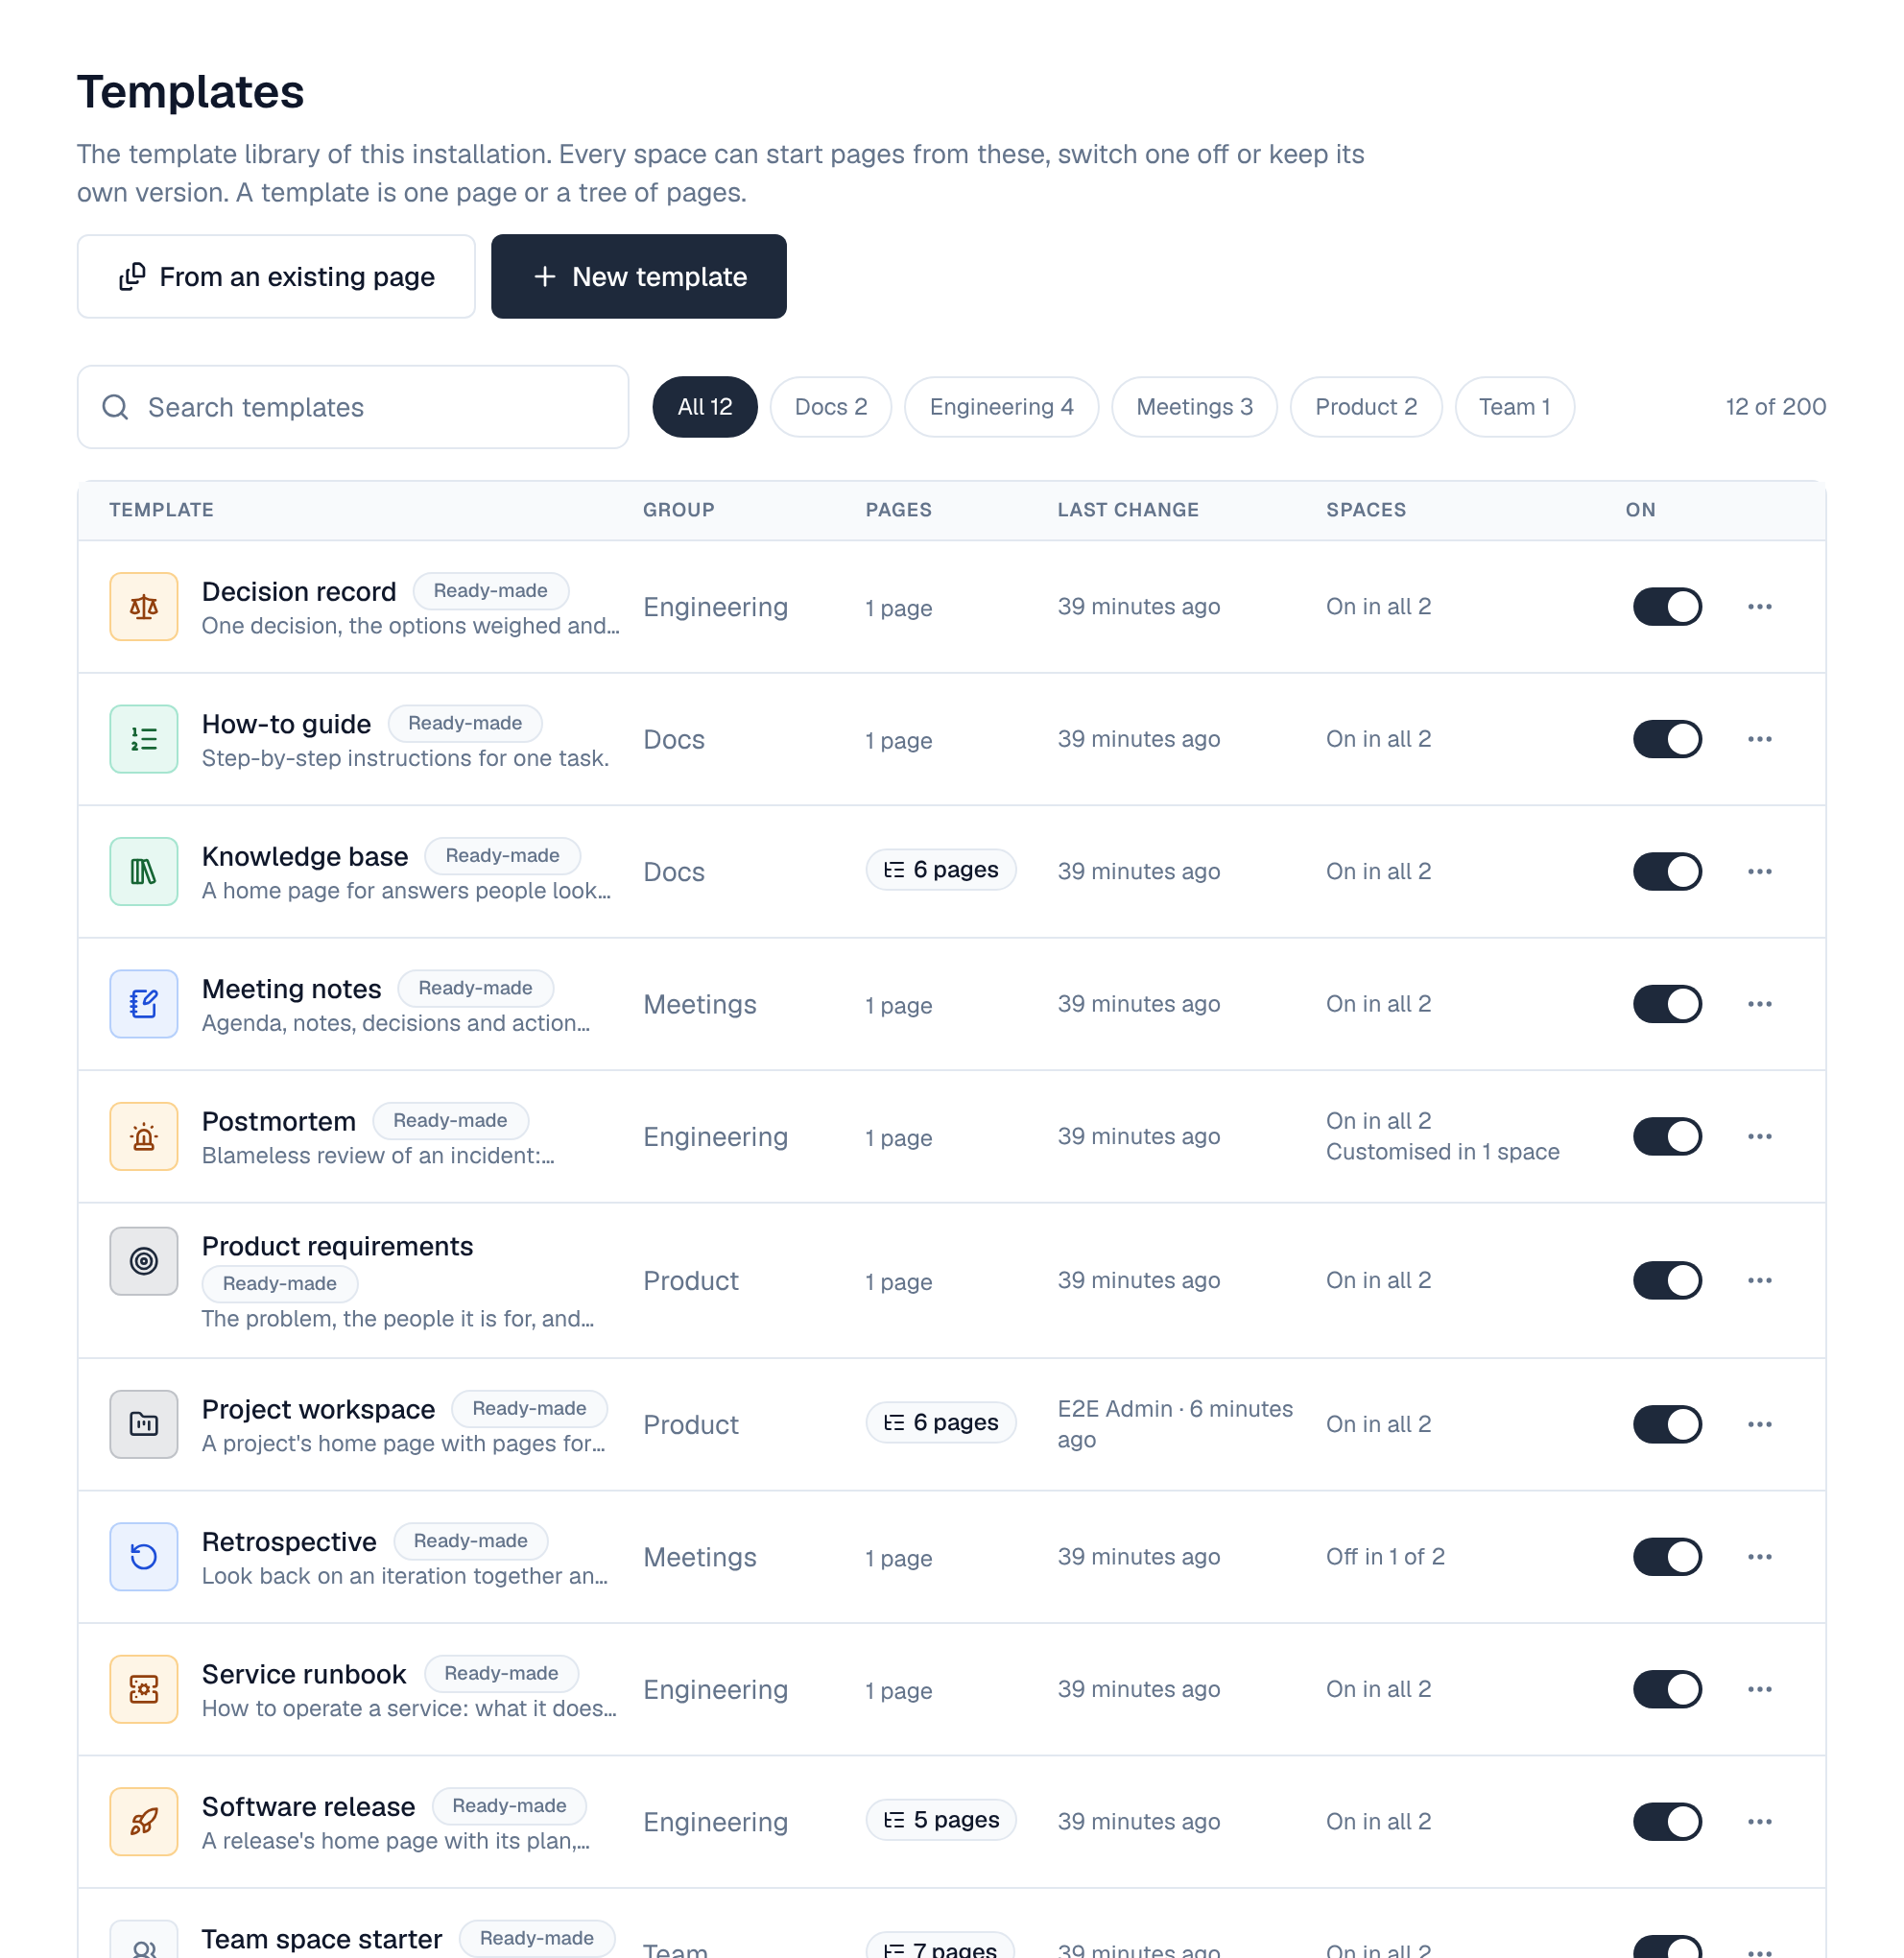 Templates
The template library of this installation. Every space can start pages from these, switch one off or keep its
own version. A template is one page or a tree of pages.
From an existing page
New template
Search templates
All 12
Docs 2
Engineering 4
Meetings 3
Product 2
Team 1
12 of 200
TEMPLATE GROUP PAGES LAST CHANGE SPACES ON
Decision record Ready-made
One decision, the options weighed and...
Engineering 1 page 39 minutes ago On in all 2
How-to guide Ready-made
Step-by-step instructions for one task.
Docs 1 page 39 minutes ago On in all 2
Knowledge base Ready-made
A home page for answers people look...
Docs 6 pages 39 minutes ago On in all 2
Meeting notes Ready-made
Agenda, notes, decisions and action...
Meetings 1 page 39 minutes ago On in all 2
Postmortem Ready-made
Blameless review of an incident:...
Engineering 1 page 39 minutes ago On in all 2
Customised in 1 space
Product requirements
Ready-made
The problem, the people it is for, and...
Product 1 page 39 minutes ago On in all 2
Project workspace Ready-made
A project's home page with pages for...
Product 6 pages E2E Admin · 6 minutes
ago
On in all 2
Retrospective Ready-made
Look back on an iteration together an...
Meetings 1 page 39 minutes ago Off in 1 of 2
Service runbook Ready-made
How to operate a service: what it does...
Engineering 1 page 39 minutes ago On in all 2
Software release Ready-made
A release's home page with its plan,...
Engineering 5 pages 39 minutes ago On in all 2
Team space starter Ready-made
Team 7 pages 39 minutes ago On in all 2